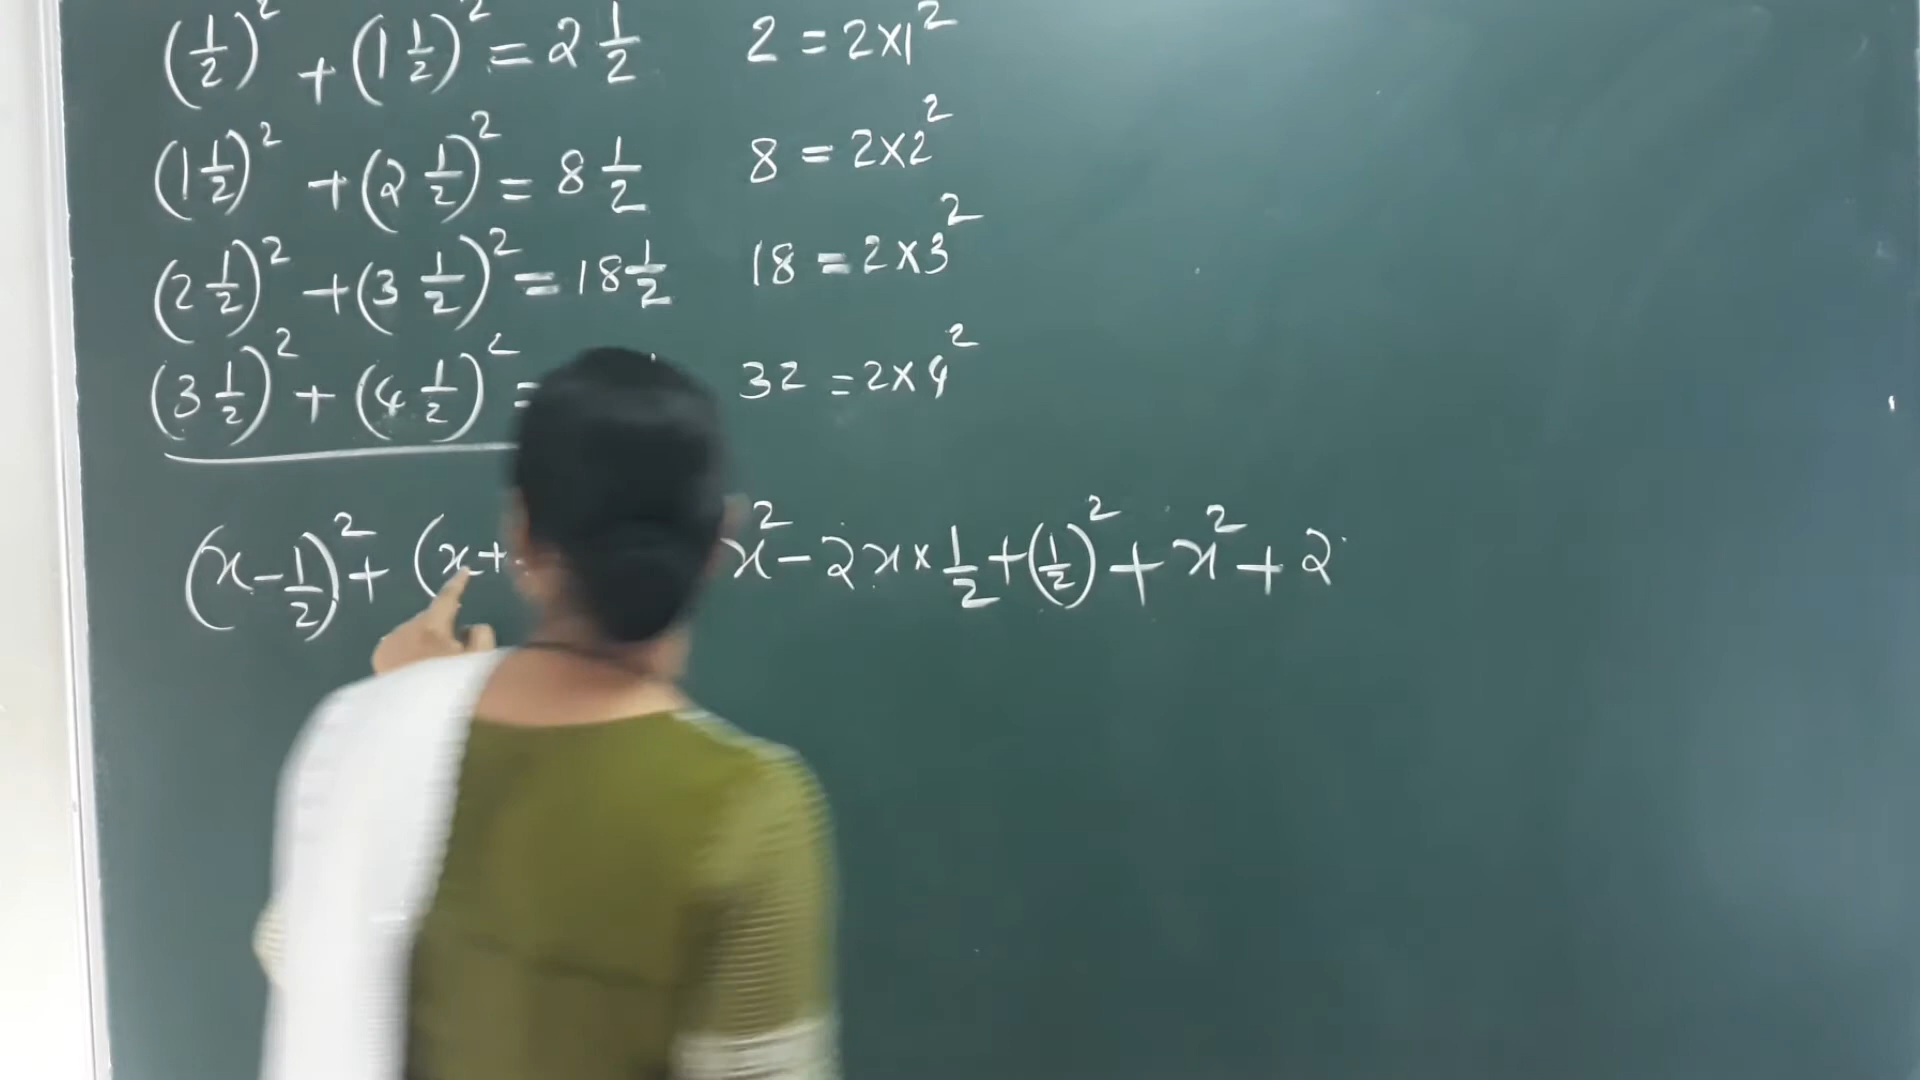 (1/2)² + (1 1/2)² = 2 1/2   2 = 2×1²
(1 1/2)² + (2 1/2)² = 8 1/2   8 = 2×2²
(2 1/2)² + (3 1/2)² = 18 1/2   18 = 2×3²
(3 1/2)² + (4 1/2)² =   32 = 2×4²
(x - 1/2)² + (x +   x² - 2x × 1/2 + (1/2)² + x² + 2